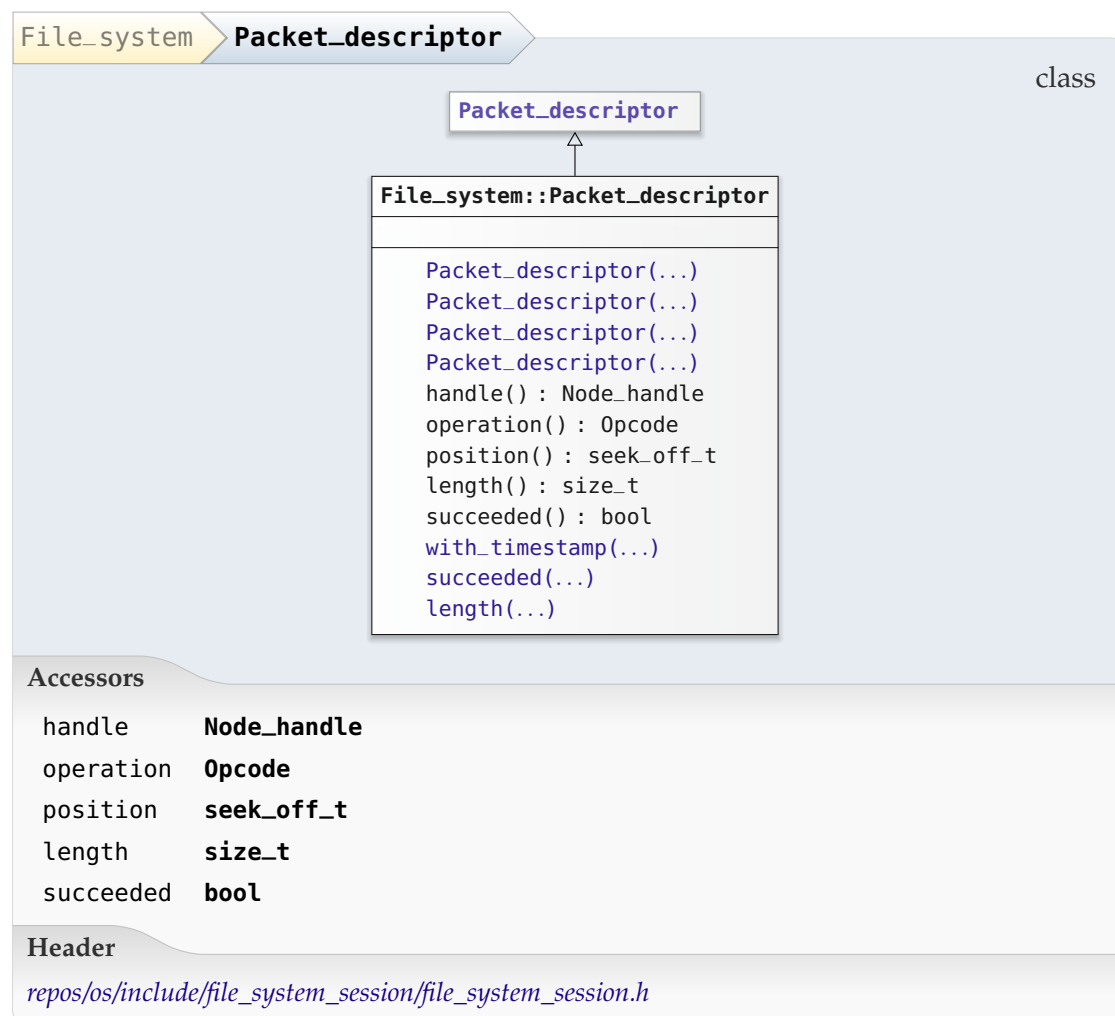 File_system Packet_descriptor
class
Packet_descriptor
File_system::Packet_descriptor
Packet_descriptor(...)
Packet_descriptor(...)
Packet_descriptor(...)
Packet_descriptor(...)
handle() : Node_handle
operation() : Opcode
position() : seek_off_t
length() : size_t
succeeded() : bool
with_timestamp(...)
succeeded(...)
length(...)
Accessors
handle Node_handle
operation Opcode
position seek_off_t
length size_t
succeeded bool
Header
repos/os/include/file_system_session/file_system_session.h